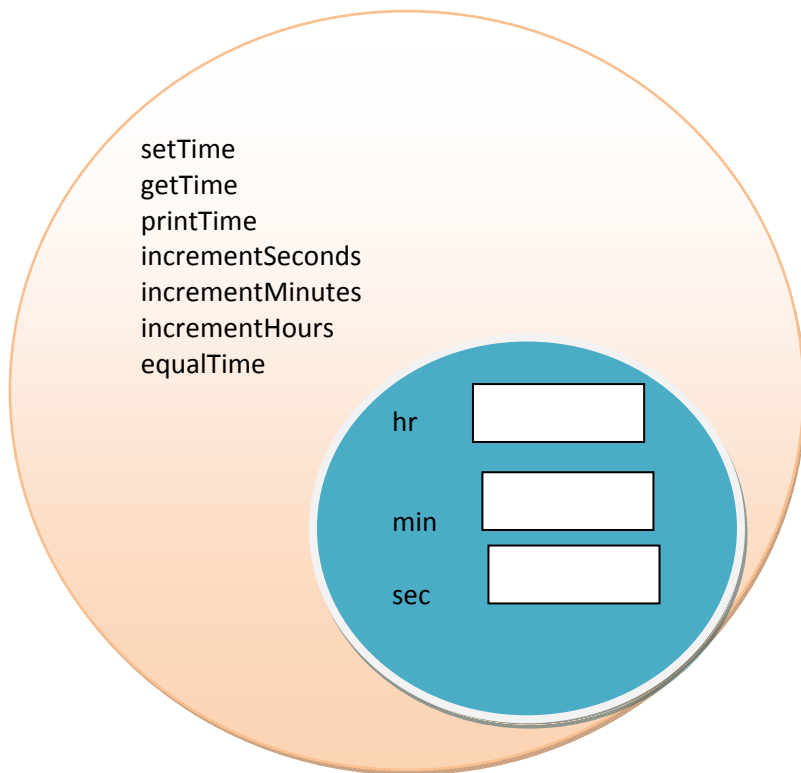 setTime
getTime
printTime
incrementSeconds
incrementMinutes
incrementHours
equalTime
hr
min
sec